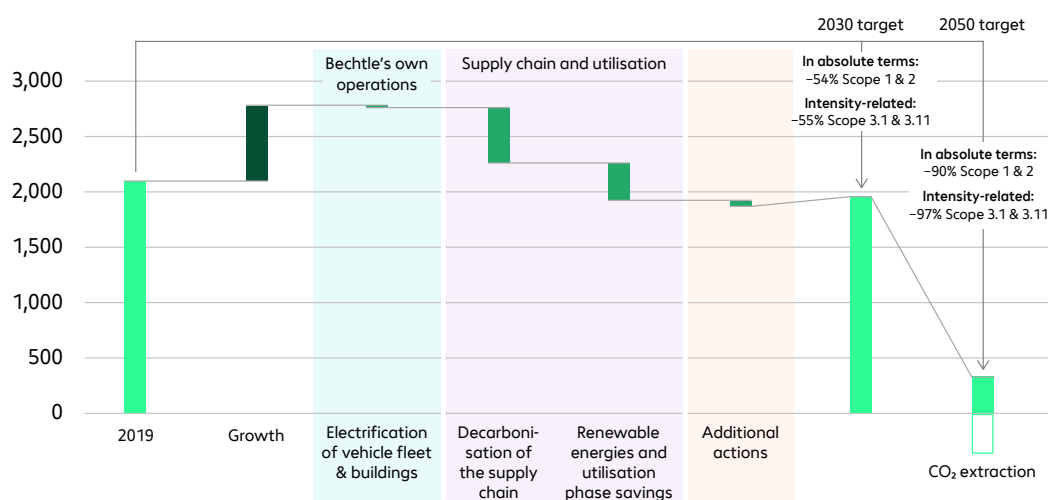 2030 target
2050 target
Bechtle's own
operations
Supply chain and utilisation
In absolute terms:
−54% Scope 1 & 2
Intensity-related:
−55% Scope 3.1 & 3.11
In absolute terms:
−90% Scope 1 & 2
Intensity-related:
−97% Scope 3.1 & 3.11
3,000
2,500
2,000
1,500
1,000
500
0
2019
Growth
Electrification
of vehicle fleet
& buildings
Decarboni-
sation of
the supply
chain
Renewable
energies and
utilisation
phase savings
Additional
actions
CO₂ extraction